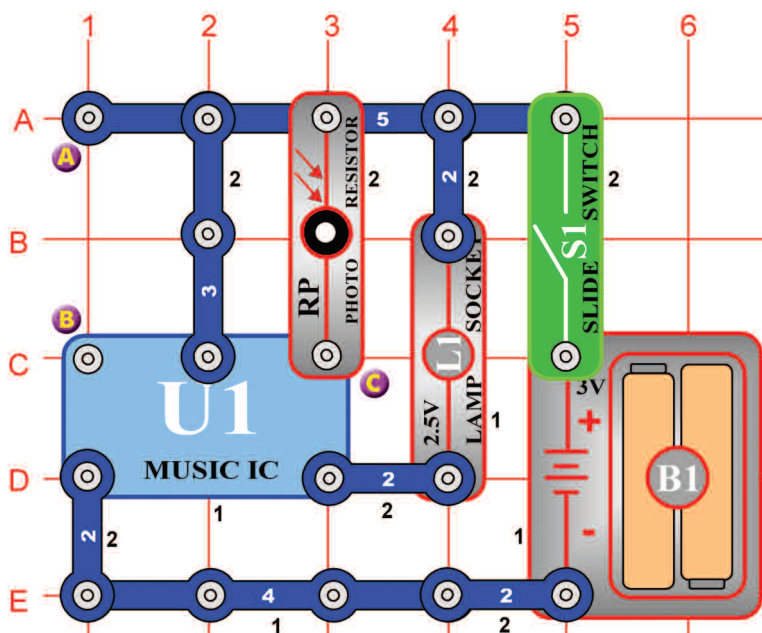 1 2 3 4 5 6
A
5
A
2
RESISTOR
2
2
2
SWITCH
2
B
S1
3
RP
PHOTO
SOCKET
SLIDE
B
C
U1
C
L1
3V
2.5V
LAMP
1
+
D
MUSIC IC
2
B1
1
2
2
2
1
-
E
4
2
1
2